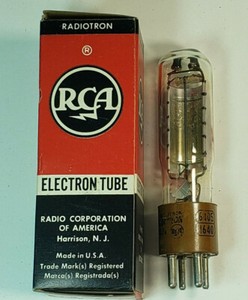 RADIOTRON
®
RCA
ELECTRON TUBE
RADIO CORPORATION
OF AMERICA
Harrison, N. J.
Made in U.S.A.
Trade Mark(s) Registered
Marca(s) Registrada(s)